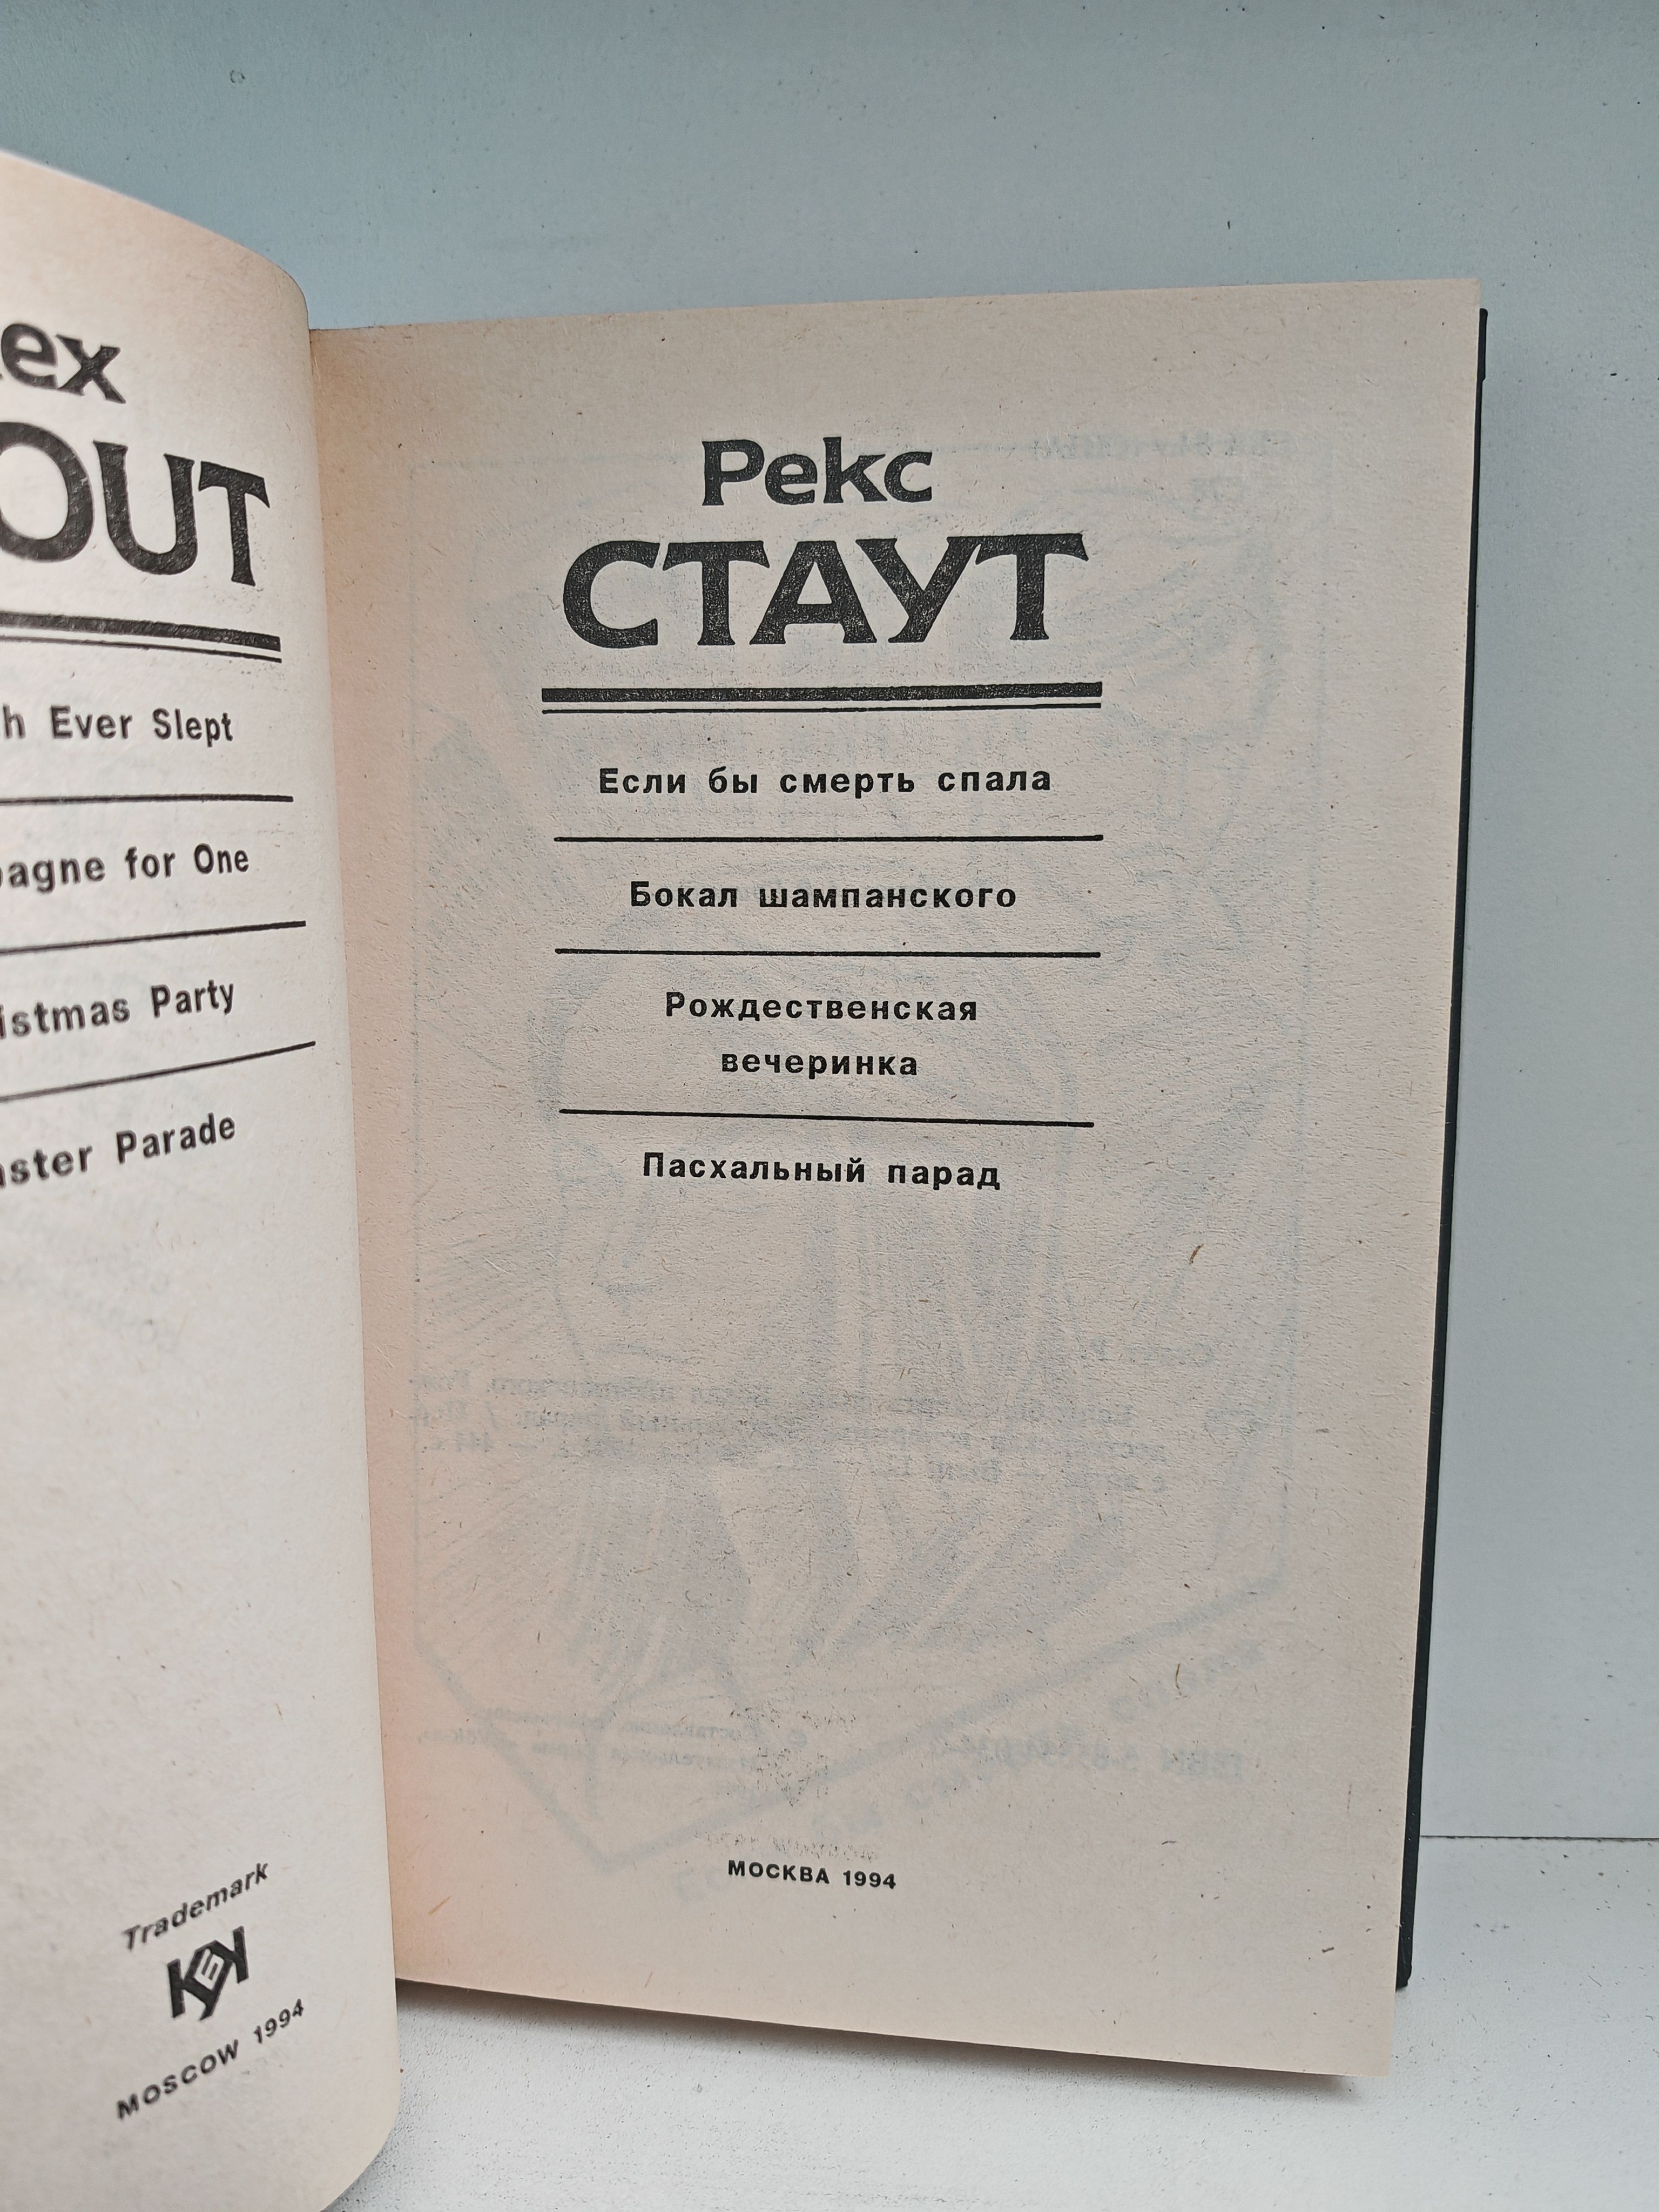 ex
OUT
h Ever Slept
pagne for One
istmas Party
aster Parade
Trademark
KEY
MOSCOW 1994
Рекс
СТАУТ
Если бы смерть спала
Бокал шампанского
Рождественская
вечеринка
Пасхальный парад
МОСКВА 1994